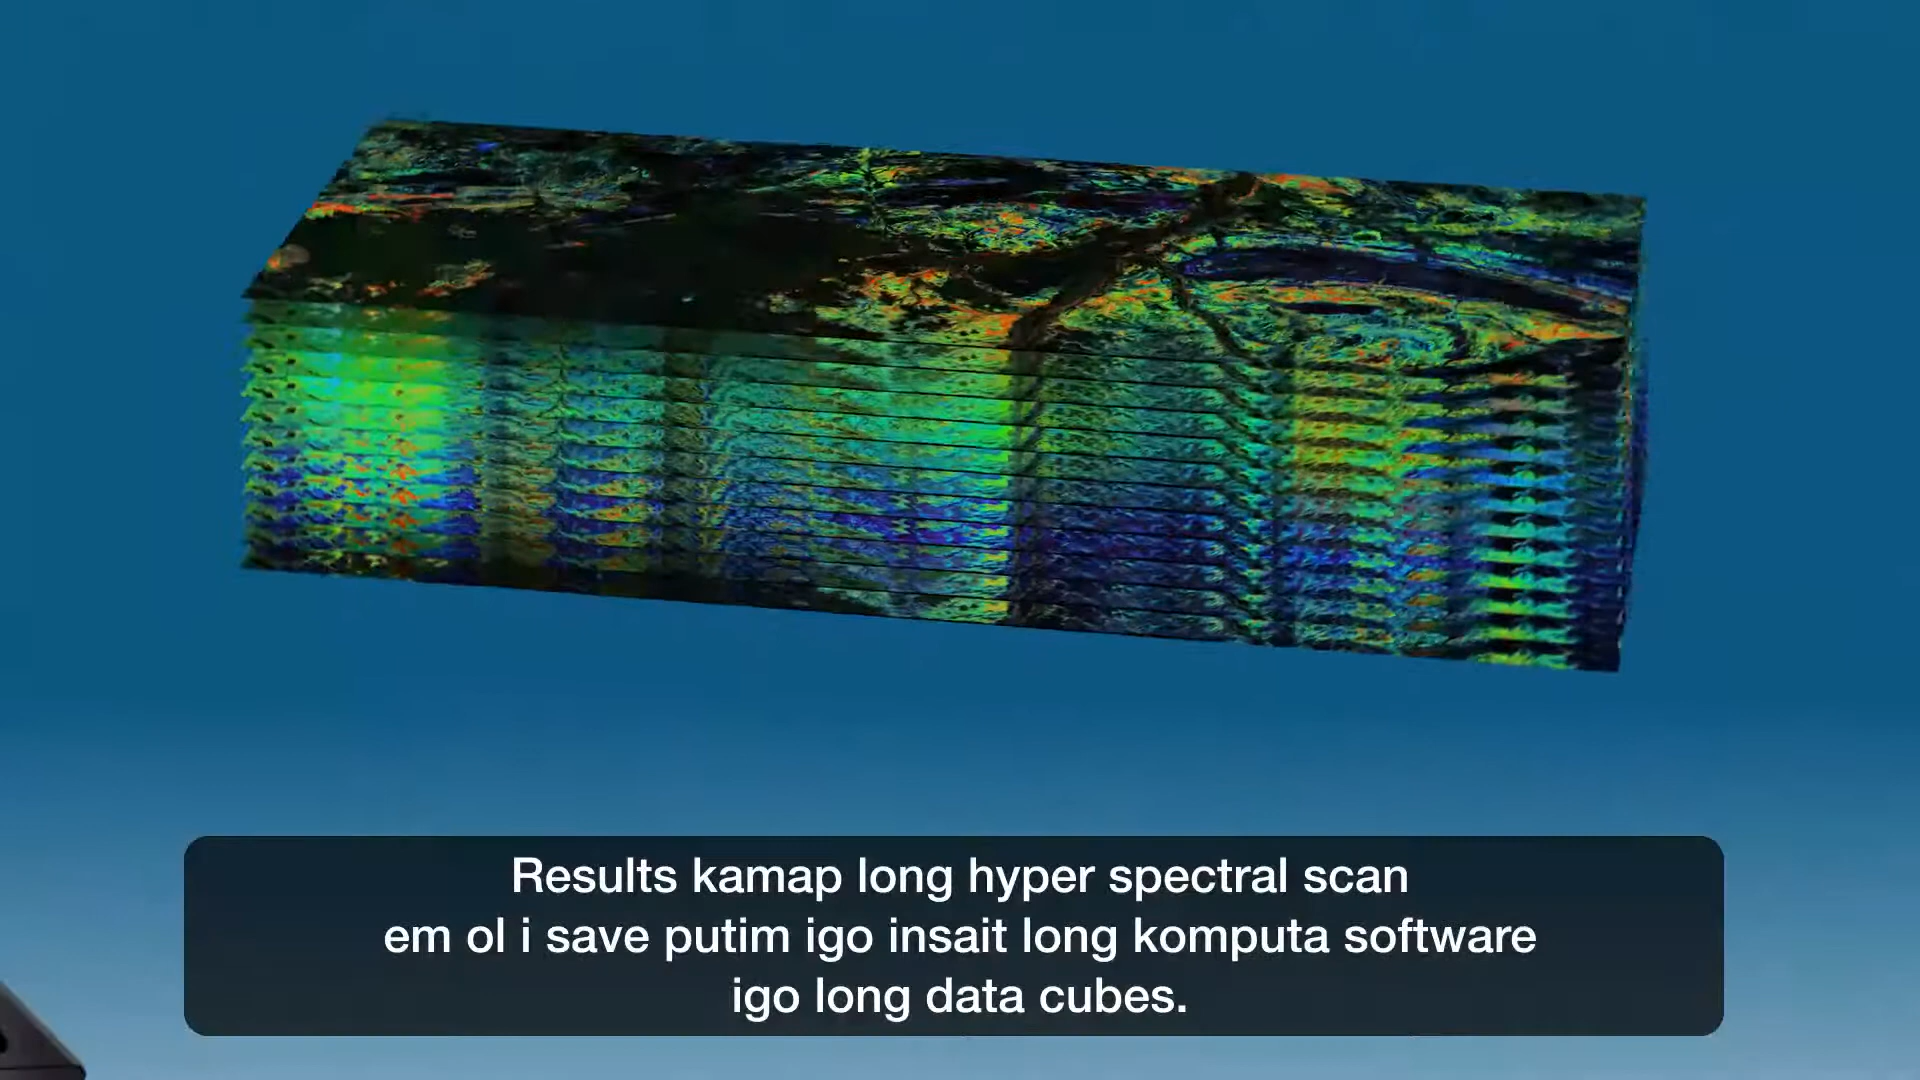 Results kamap long hyper spectral scan
em ol i save putim igo insait long komputa software
igo long data cubes.